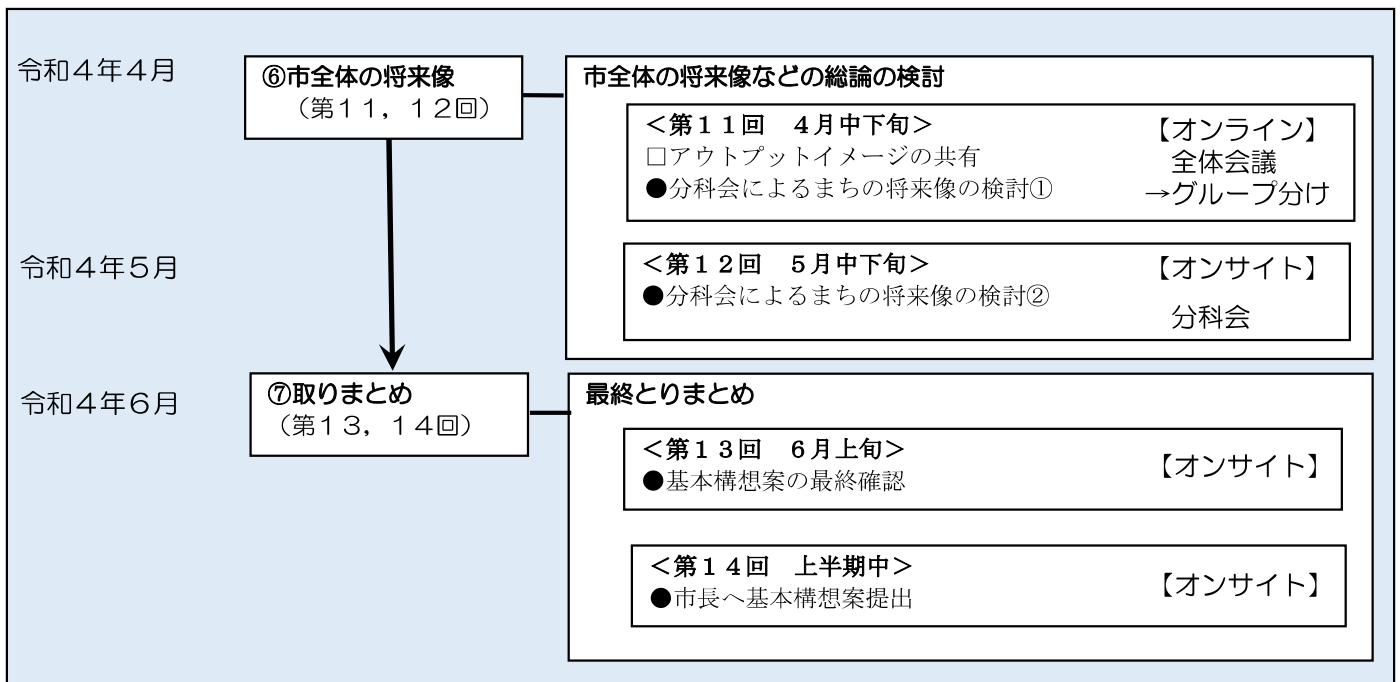 令和４年４月
⑥市全体の将来像
（第１１，１２回）
市全体の将来像などの総論の検討
＜第１１回　４月中下旬＞
【オンライン】
□アウトプットイメージの共有
全体会議
●分科会によるまちの将来像の検討①
→グループ分け
令和４年５月
＜第１２回　５月中下旬＞
【オンサイト】
●分科会によるまちの将来像の検討②
分科会
令和４年６月
⑦取りまとめ
（第１３，１４回）
最終とりまとめ
＜第１３回　６月上旬＞
【オンサイト】
●基本構想案の最終確認
＜第１４回　上半期中＞
【オンサイト】
●市長へ基本構想案提出